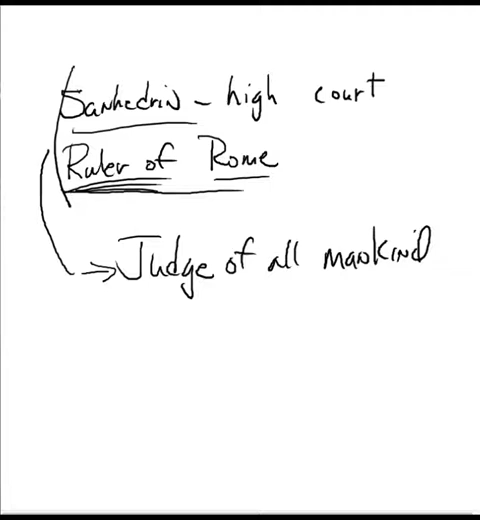 Sanhedrin - high court
Ruler of Rome
→ Judge of all mankind